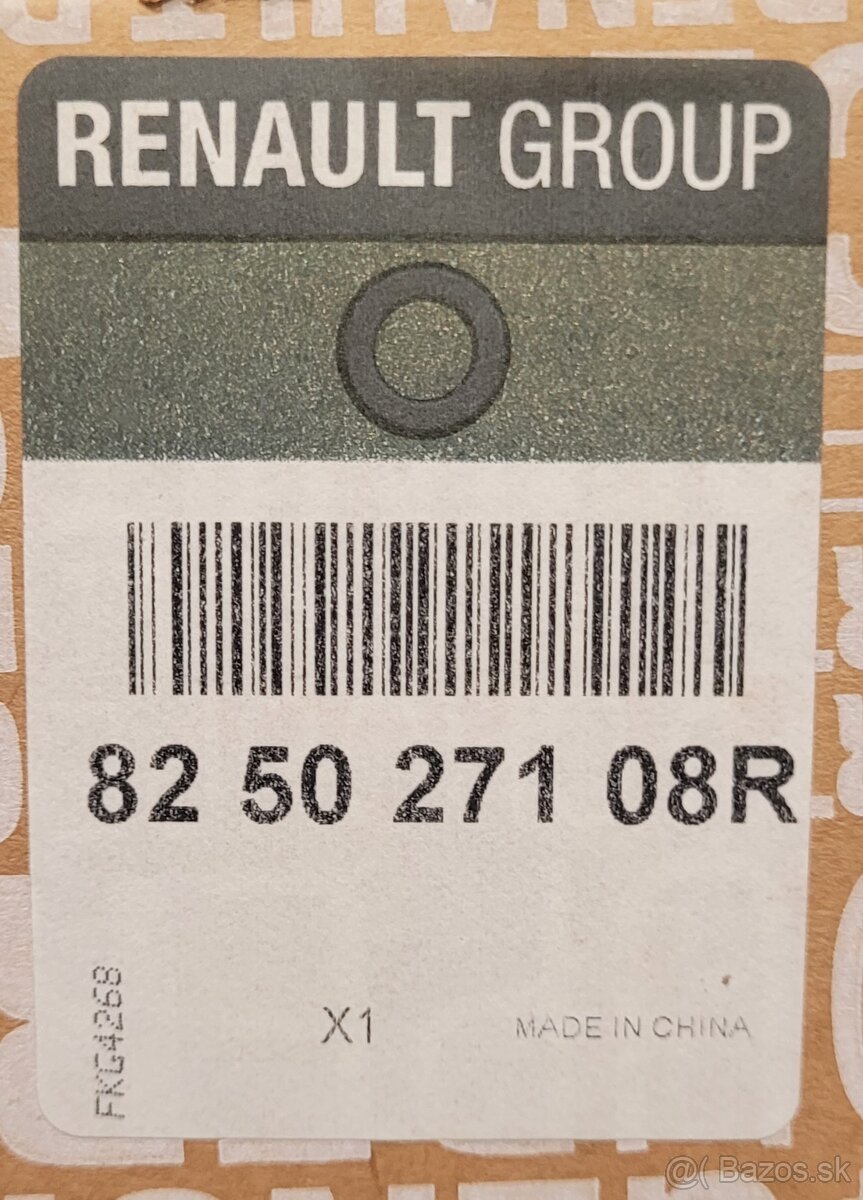 RENAULT GROUP
82 50 271 08R
FKG4268
X1
MADE IN CHINA
@( Bazos.sk